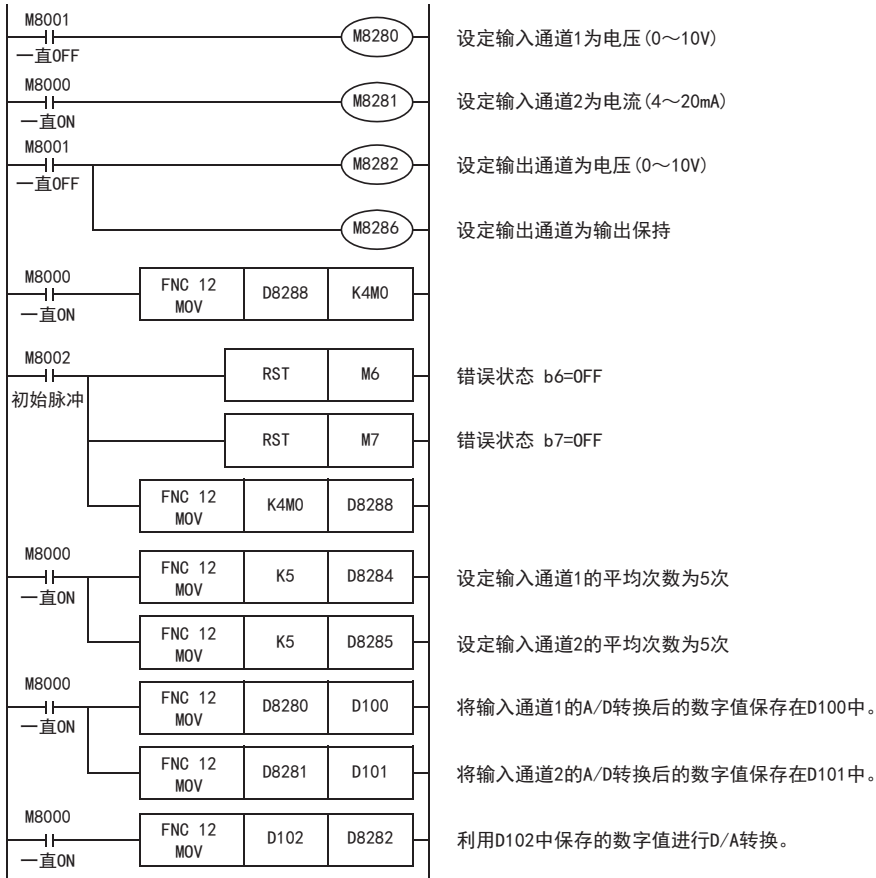 M8001
M8280
设定输入通道1为电压(0～10V)
一直OFF
M8000
M8281
设定输入通道2为电流(4～20mA)
一直ON
M8001
M8282
设定输出通道为电压(0～10V)
一直OFF
M8286
设定输出通道为输出保持
M8000
FNC 12
MOV
D8288
K4M0
一直ON
M8002
RST
M6
错误状态 b6=OFF
初始脉冲
RST
M7
错误状态 b7=OFF
FNC 12
MOV
K4M0
D8288
M8000
FNC 12
MOV
K5
D8284
设定输入通道1的平均次数为5次
一直ON
FNC 12
MOV
K5
D8285
设定输入通道2的平均次数为5次
M8000
FNC 12
MOV
D8280
D100
将输入通道1的A/D转换后的数字值保存在D100中。
一直ON
FNC 12
MOV
D8281
D101
将输入通道2的A/D转换后的数字值保存在D101中。
M8000
FNC 12
MOV
D102
D8282
利用D102中保存的数字值进行D/A转换。
一直ON